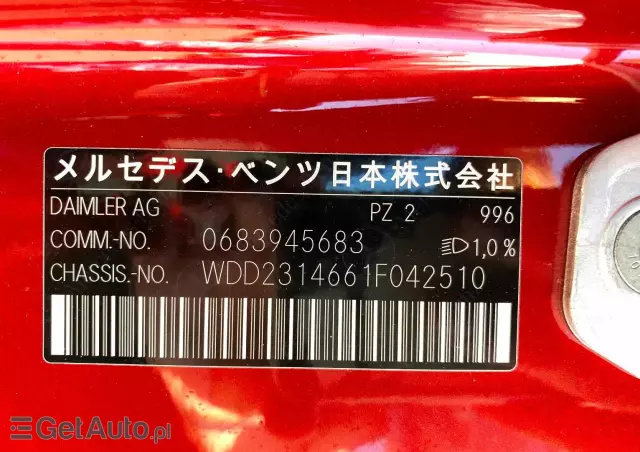 メルセデス・ベンツ日本株式会社
DAIMLER AG PZ 2 996
COMM.-NO. 0683945683 1,0%
CHASSIS.-NO. WDD2314661F042510
GetAuto.pl